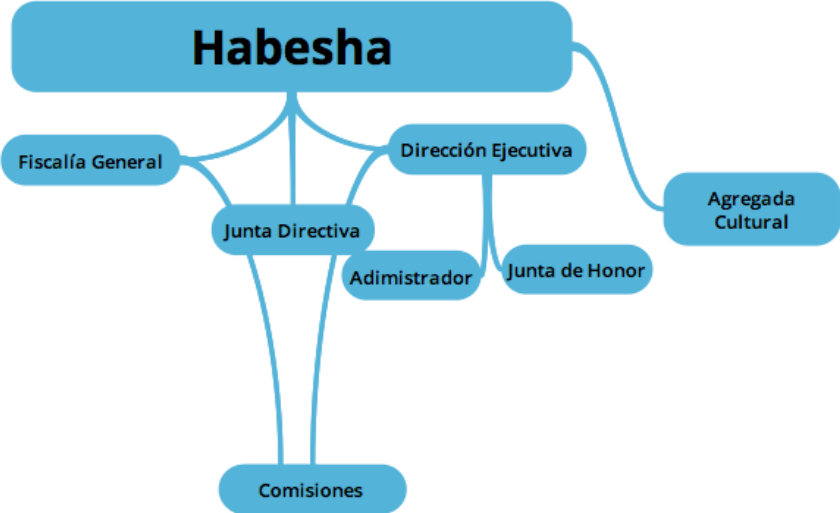 Habesha
Fiscalía General
Dirección Ejecutiva
Agregada
Cultural
Junta Directiva
Adimistrador
Junta de Honor
Comisiones